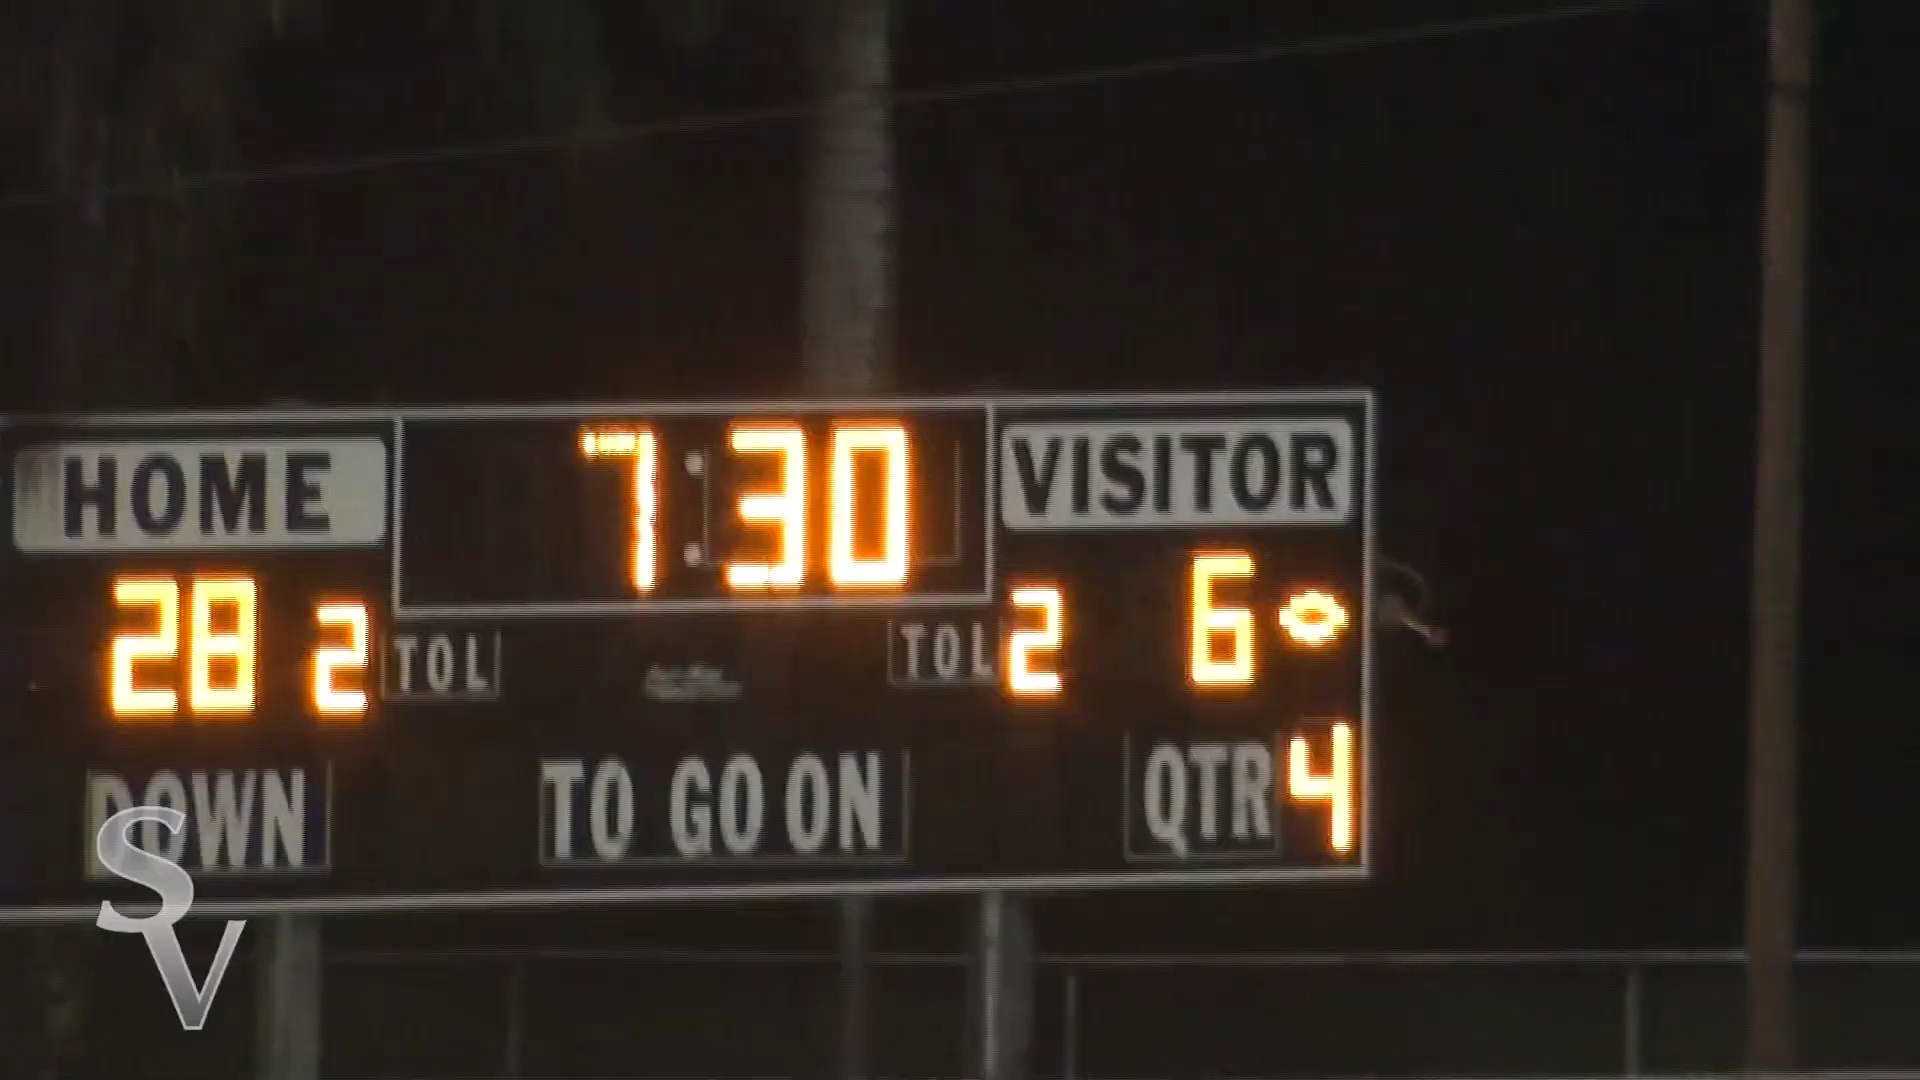 HOME
7:30
VISITOR
28 2 TOL
TOL 2 6
DOWN
TO GO ON
QTR 4
SV